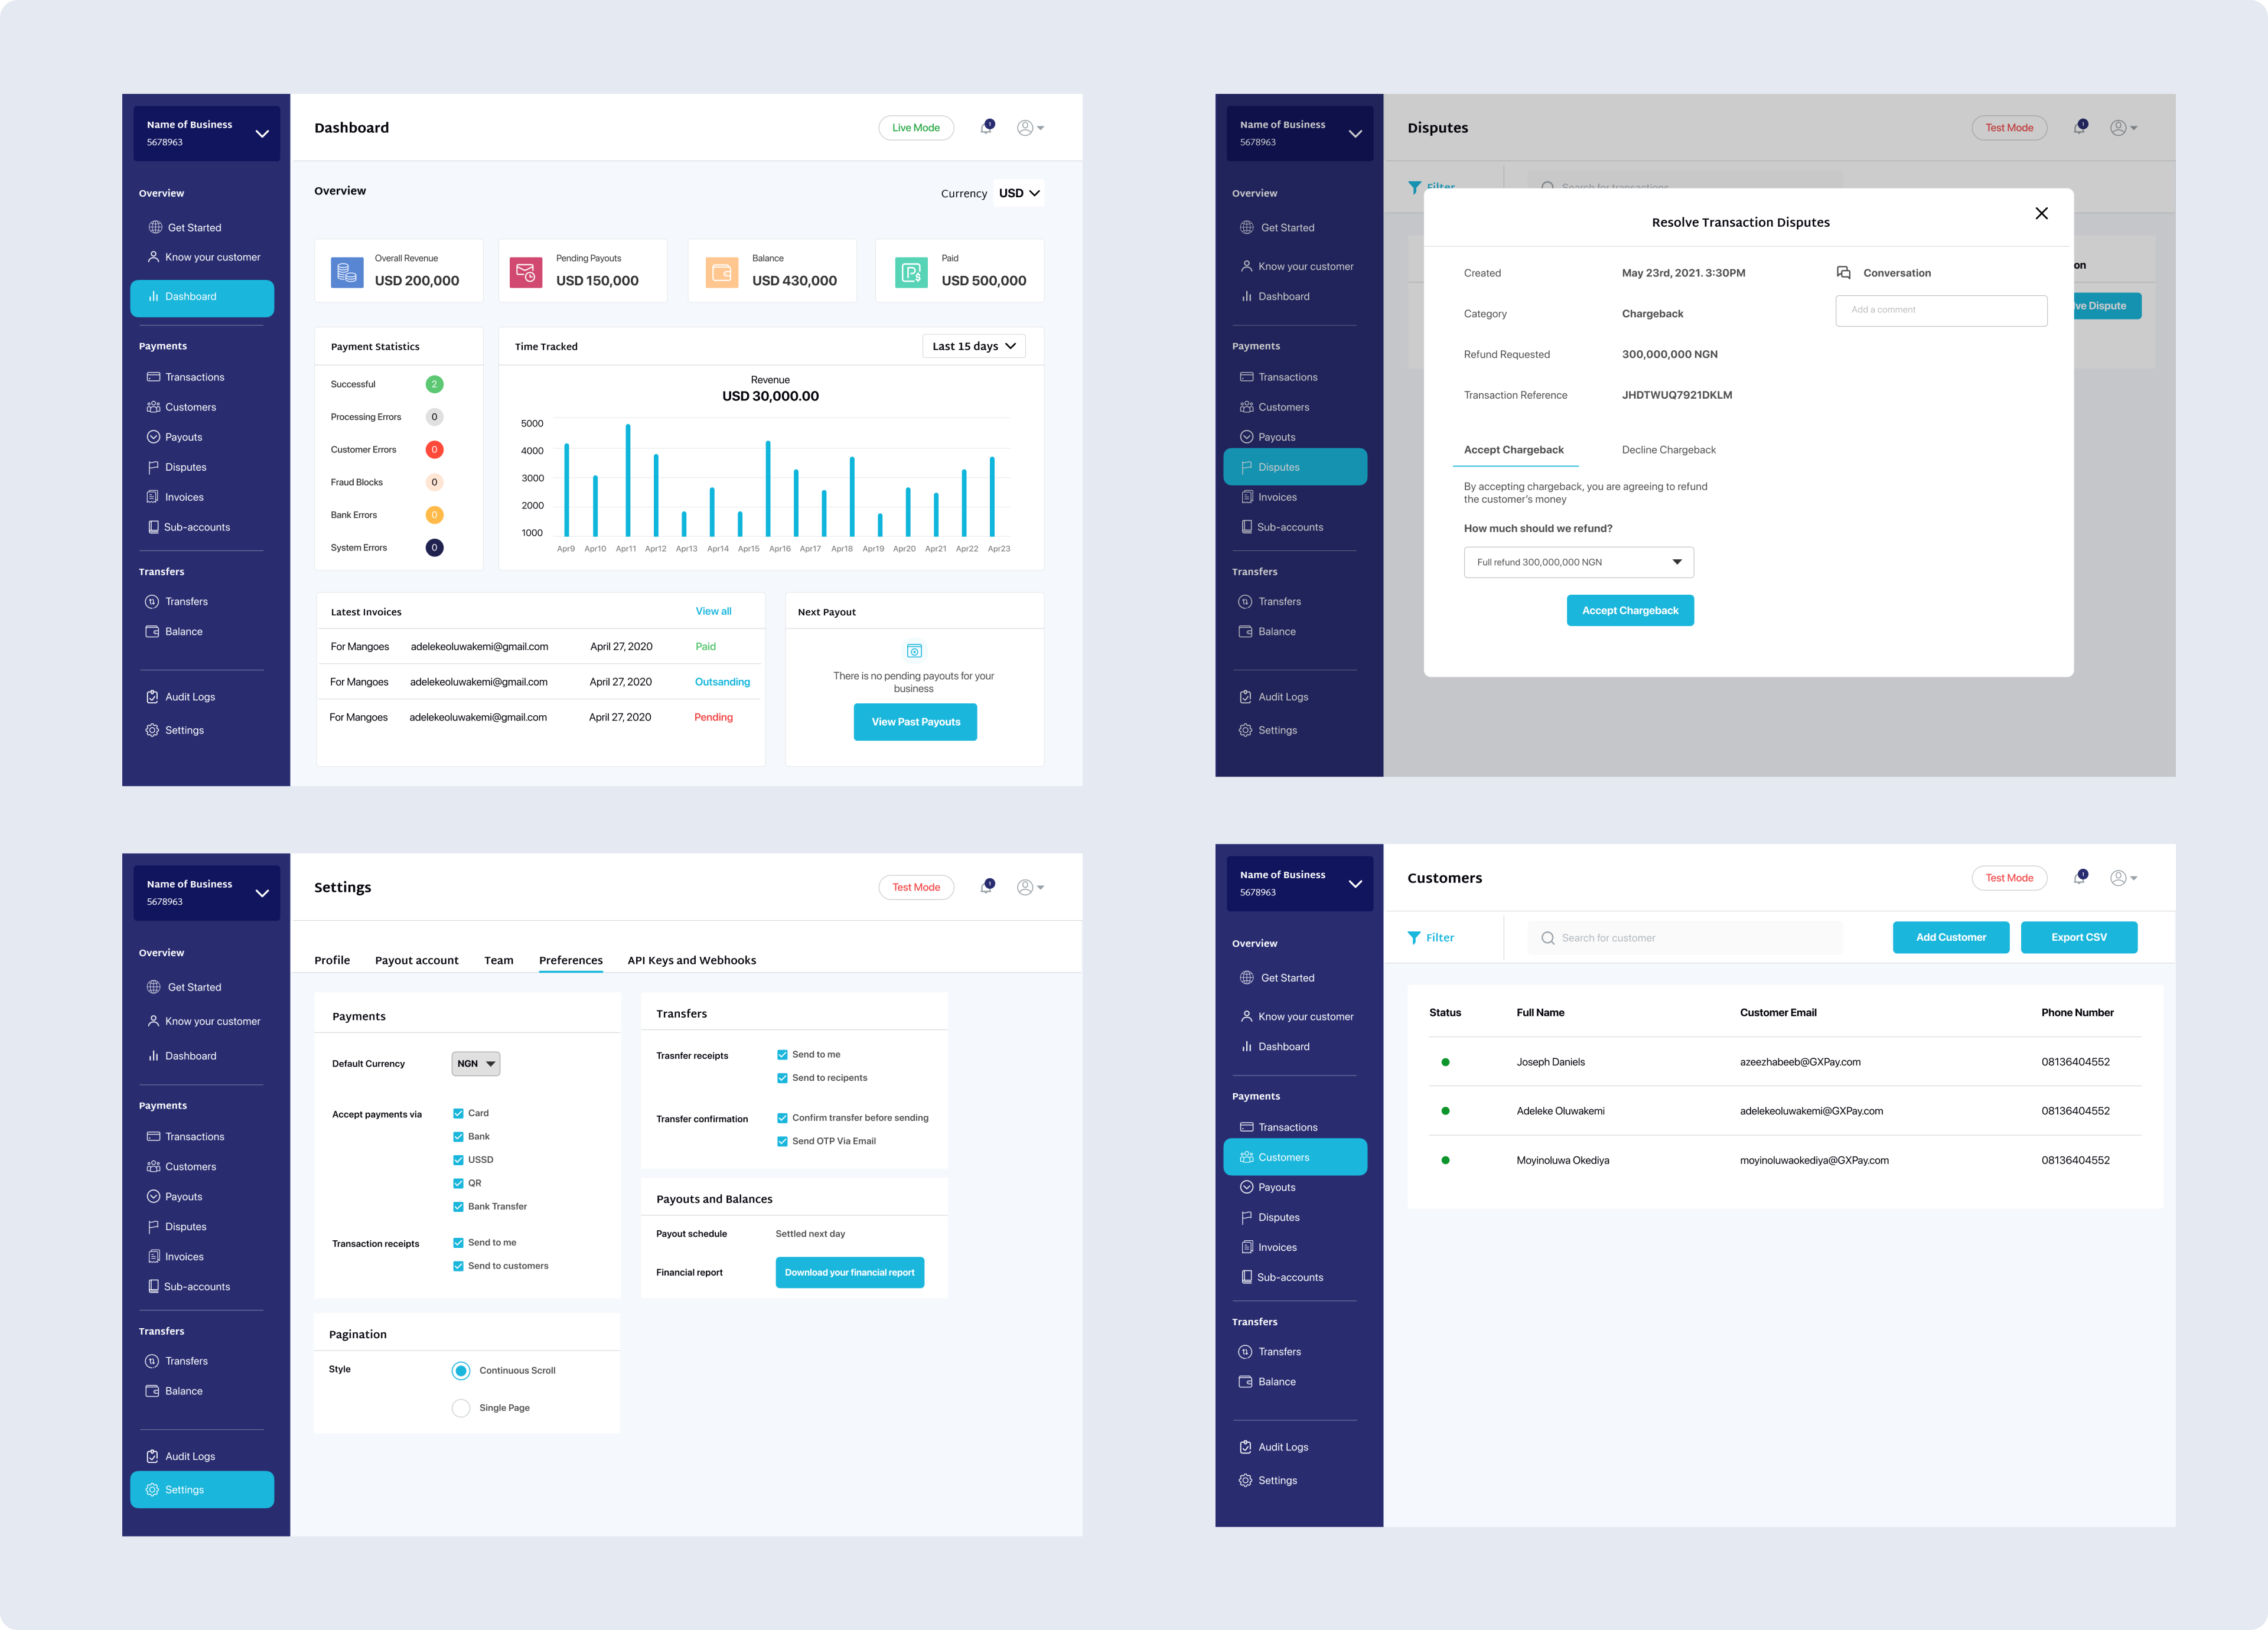 Name of Business
5678963
Overview
Get Started
Know your customer
Dashboard
Payments
Transactions
Customers
Payouts
Disputes
Invoices
Sub-accounts
Transfers
Transfers
Balance
Audit Logs
Settings
Dashboard
Live Mode
1
Overview
Currency USD
Overall Revenue
USD 200,000
Pending Payouts
USD 150,000
Balance
USD 430,000
Paid
USD 500,000
Payment Statistics
Successful 2
Processing Errors 0
Customer Errors 0
Fraud Blocks 0
Bank Errors 0
System Errors 0
Time Tracked
Last 15 days
Revenue
USD 30,000.00
5000
4000
3000
2000
1000
Apr9 Apr10 Apr11 Apr12 Apr13 Apr14 Apr15 Apr16 Apr17 Apr18 Apr19 Apr20 Apr21 Apr22 Apr23
Latest Invoices View all
For Mangoes adelekeoluwakemi@gmail.com April 27, 2020 Paid
For Mangoes adelekeoluwakemi@gmail.com April 27, 2020 Outsanding
For Mangoes adelekeoluwakemi@gmail.com April 27, 2020 Pending
Next Payout
There is no pending payouts for your
business
View Past Payouts
Name of Business
5678963
Overview
Get Started
Know your customer
Dashboard
Payments
Transactions
Customers
Payouts
Disputes
Invoices
Sub-accounts
Transfers
Transfers
Balance
Audit Logs
Settings
Disputes
Test Mode
1
Filter
Search for transactions
on
ve Dispute
Resolve Transaction Disputes
Created May 23rd, 2021. 3:30PM
Category Chargeback
Refund Requested 300,000,000 NGN
Transaction Reference JHDTWUQ7921DKLM
Conversation
Add a comment
Accept Chargeback Decline Chargeback
By accepting chargeback, you are agreeing to refund
the customer's money
How much should we refund?
Full refund 300,000,000 NGN
Accept Chargeback
Name of Business
5678963
Overview
Get Started
Know your customer
Dashboard
Payments
Transactions
Customers
Payouts
Disputes
Invoices
Sub-accounts
Transfers
Transfers
Balance
Audit Logs
Settings
Settings
Test Mode
1
Profile Payout account Team Preferences API Keys and Webhooks
Payments
Default Currency NGN
Accept payments via Card
Bank
USSD
QR
Bank Transfer
Transaction receipts Send to me
Send to customers
Pagination
Style Continuous Scroll
Single Page
Transfers
Trasnfer receipts Send to me
Send to recipents
Transfer confirmation Confirm transfer before sending
Send OTP Via Email
Payouts and Balances
Payout schedule Settled next day
Financial report Download your financial report
Name of Business
5678963
Overview
Get Started
Know your customer
Dashboard
Payments
Transactions
Customers
Payouts
Disputes
Invoices
Sub-accounts
Transfers
Transfers
Balance
Audit Logs
Settings
Customers
Test Mode
1
Filter
Search for customer
Add Customer
Export CSV
Status Full Name Customer Email Phone Number
Joseph Daniels azeezhabeeb@GXPay.com 08136404552
Adeleke Oluwakemi adelekeoluwakemi@GXPay.com 08136404552
Moyinoluwa Okediya moyinoluwaokediya@GXPay.com 08136404552